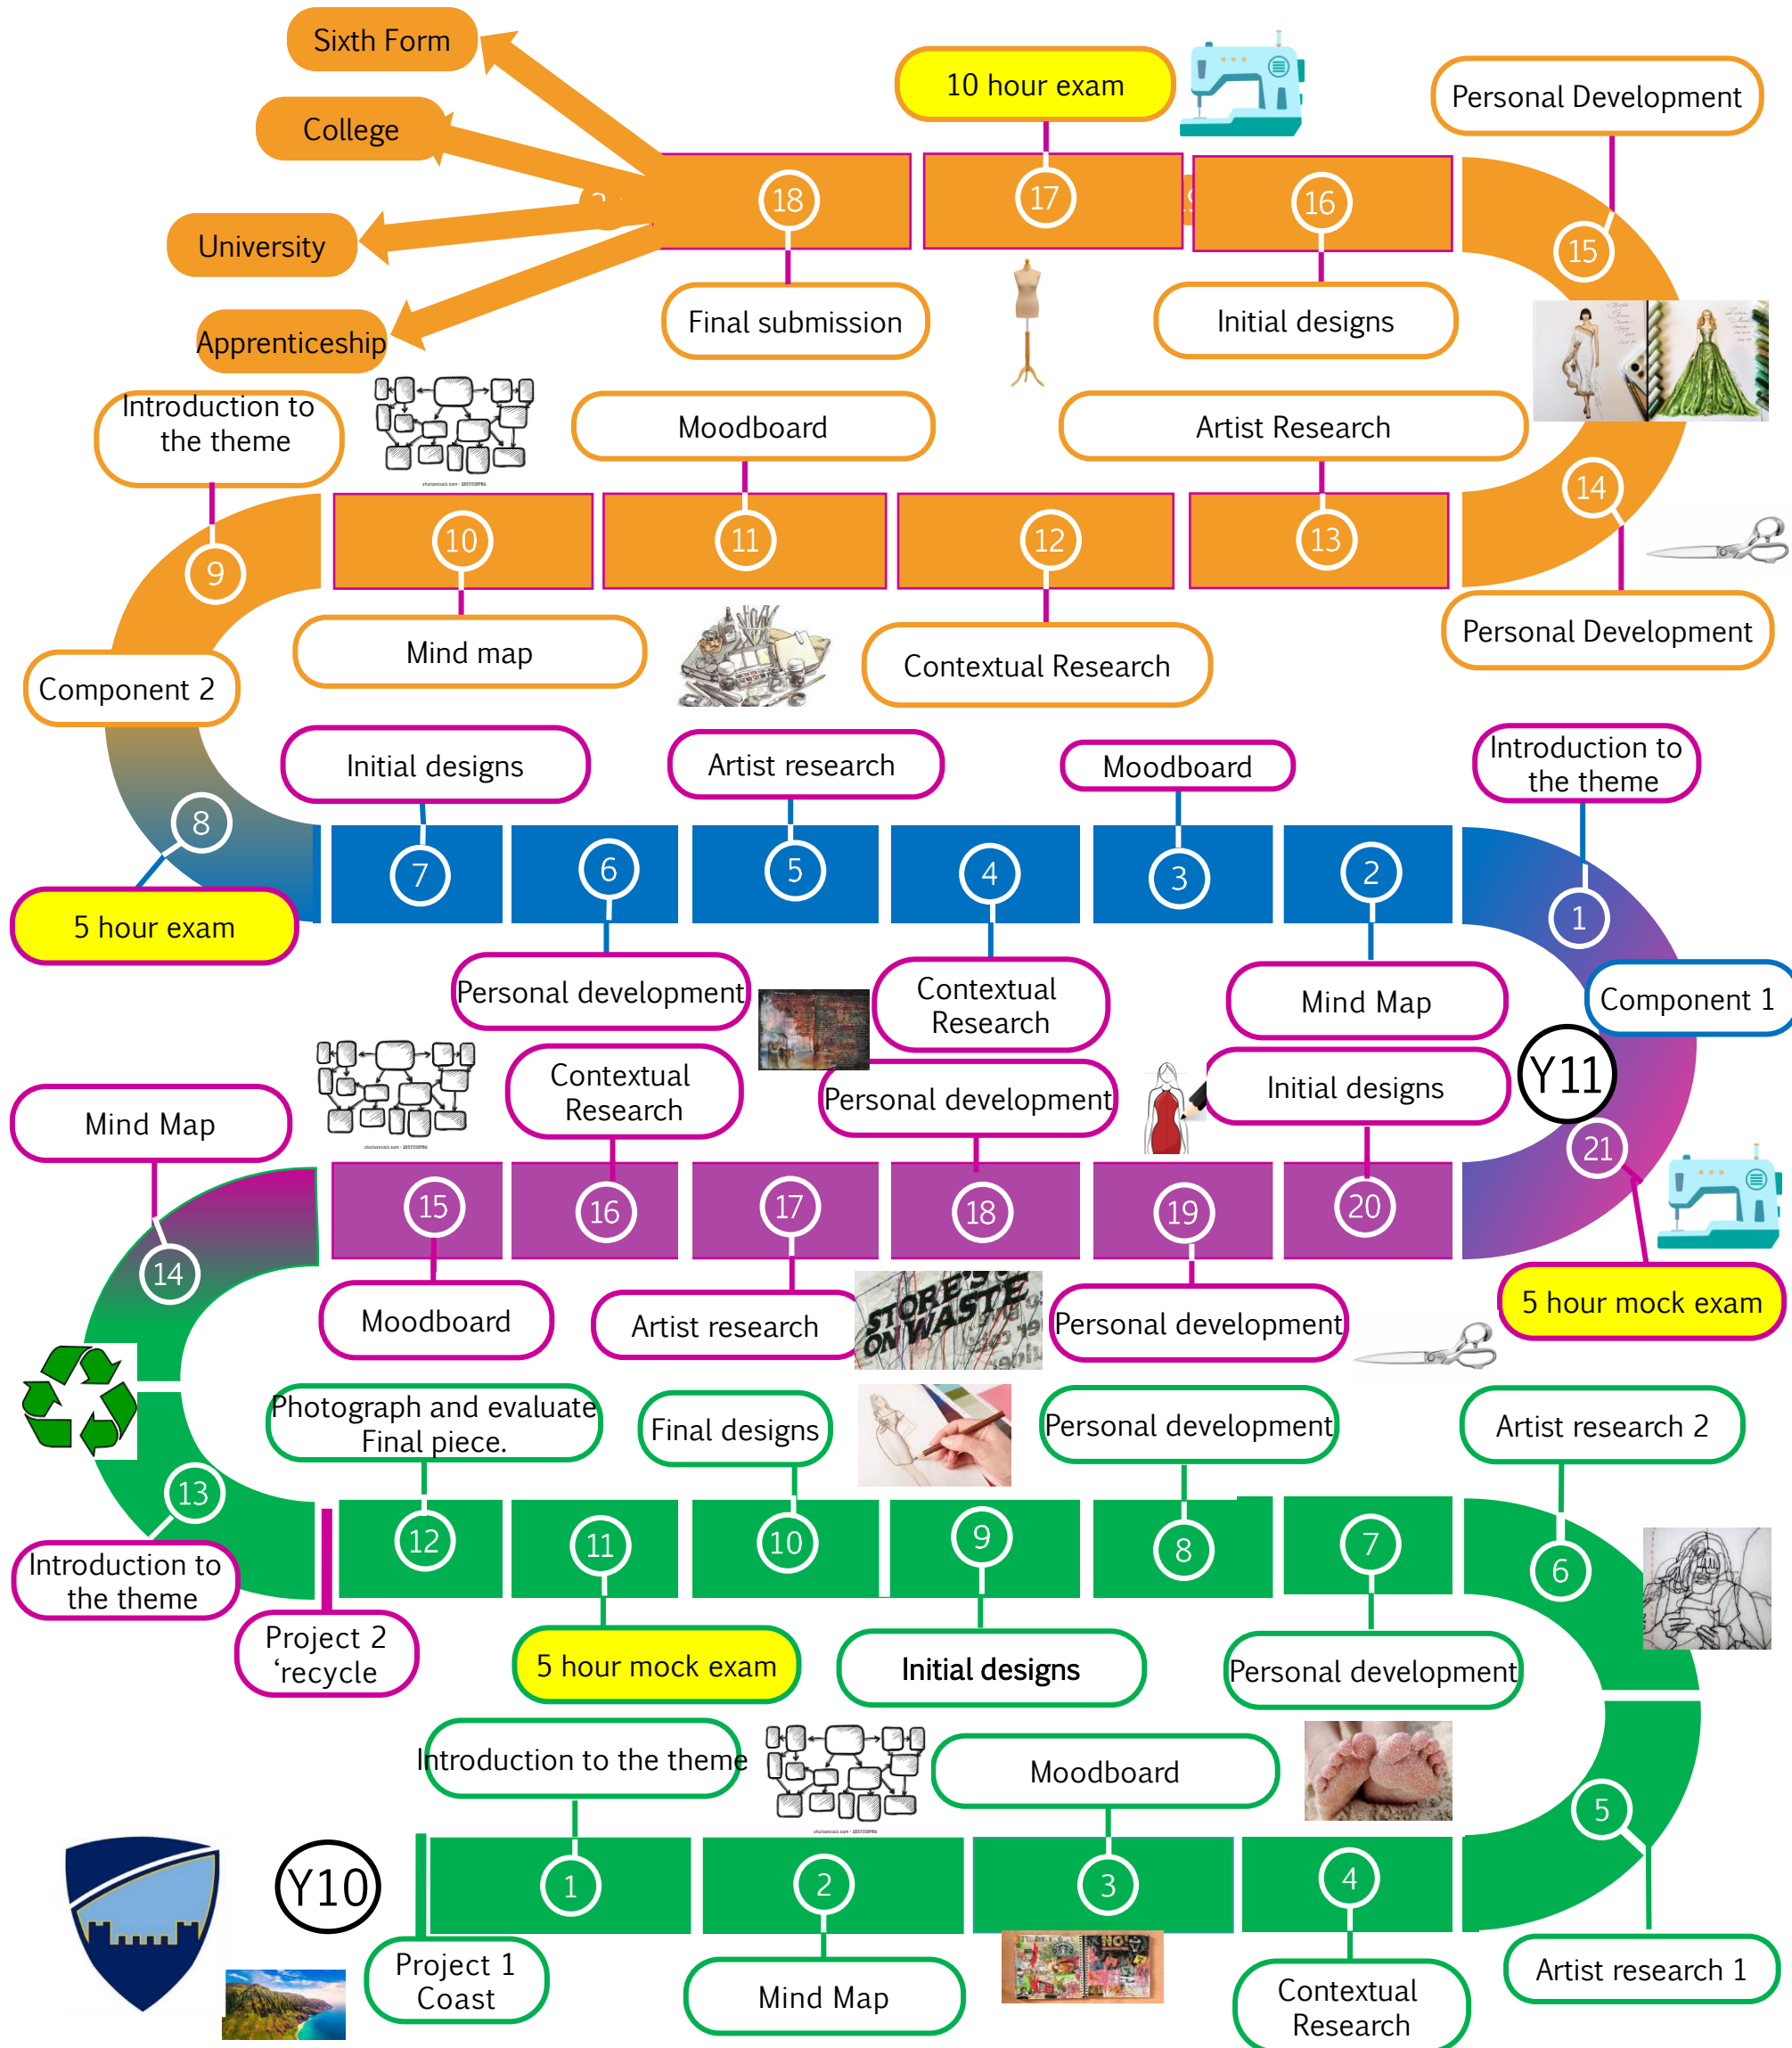 Sixth Form
10 hour exam
Personal Development
College
18
17
16
15
University
Final submission
Initial designs
Apprenticeship
Introduction to
the theme
Moodboard
Artist Research
14
9
10
11
12
13
Mind map
Contextual Research
Personal Development
Component 2
Initial designs
Artist research
Moodboard
Introduction to
the theme
8
7
6
5
4
3
2
1
5 hour exam
Personal development
Contextual
Research
Mind Map
Component 1
Y11
Mind Map
Contextual
Research
Personal development
Initial designs
21
14
15
16
17
18
19
20
Moodboard
Artist research
STORE'S
ON WASTE
Personal development
5 hour mock exam
Photograph and evaluate
Final piece.
Final designs
Personal development
Artist research 2
13
12
11
10
9
8
7
6
Introduction to
the theme
Project 2
‘recycle
5 hour mock exam
Initial designs
Personal development
Introduction to the theme
Moodboard
5
Y10
1
2
3
4
Project 1
Coast
Mind Map
Contextual
Research
Artist research 1